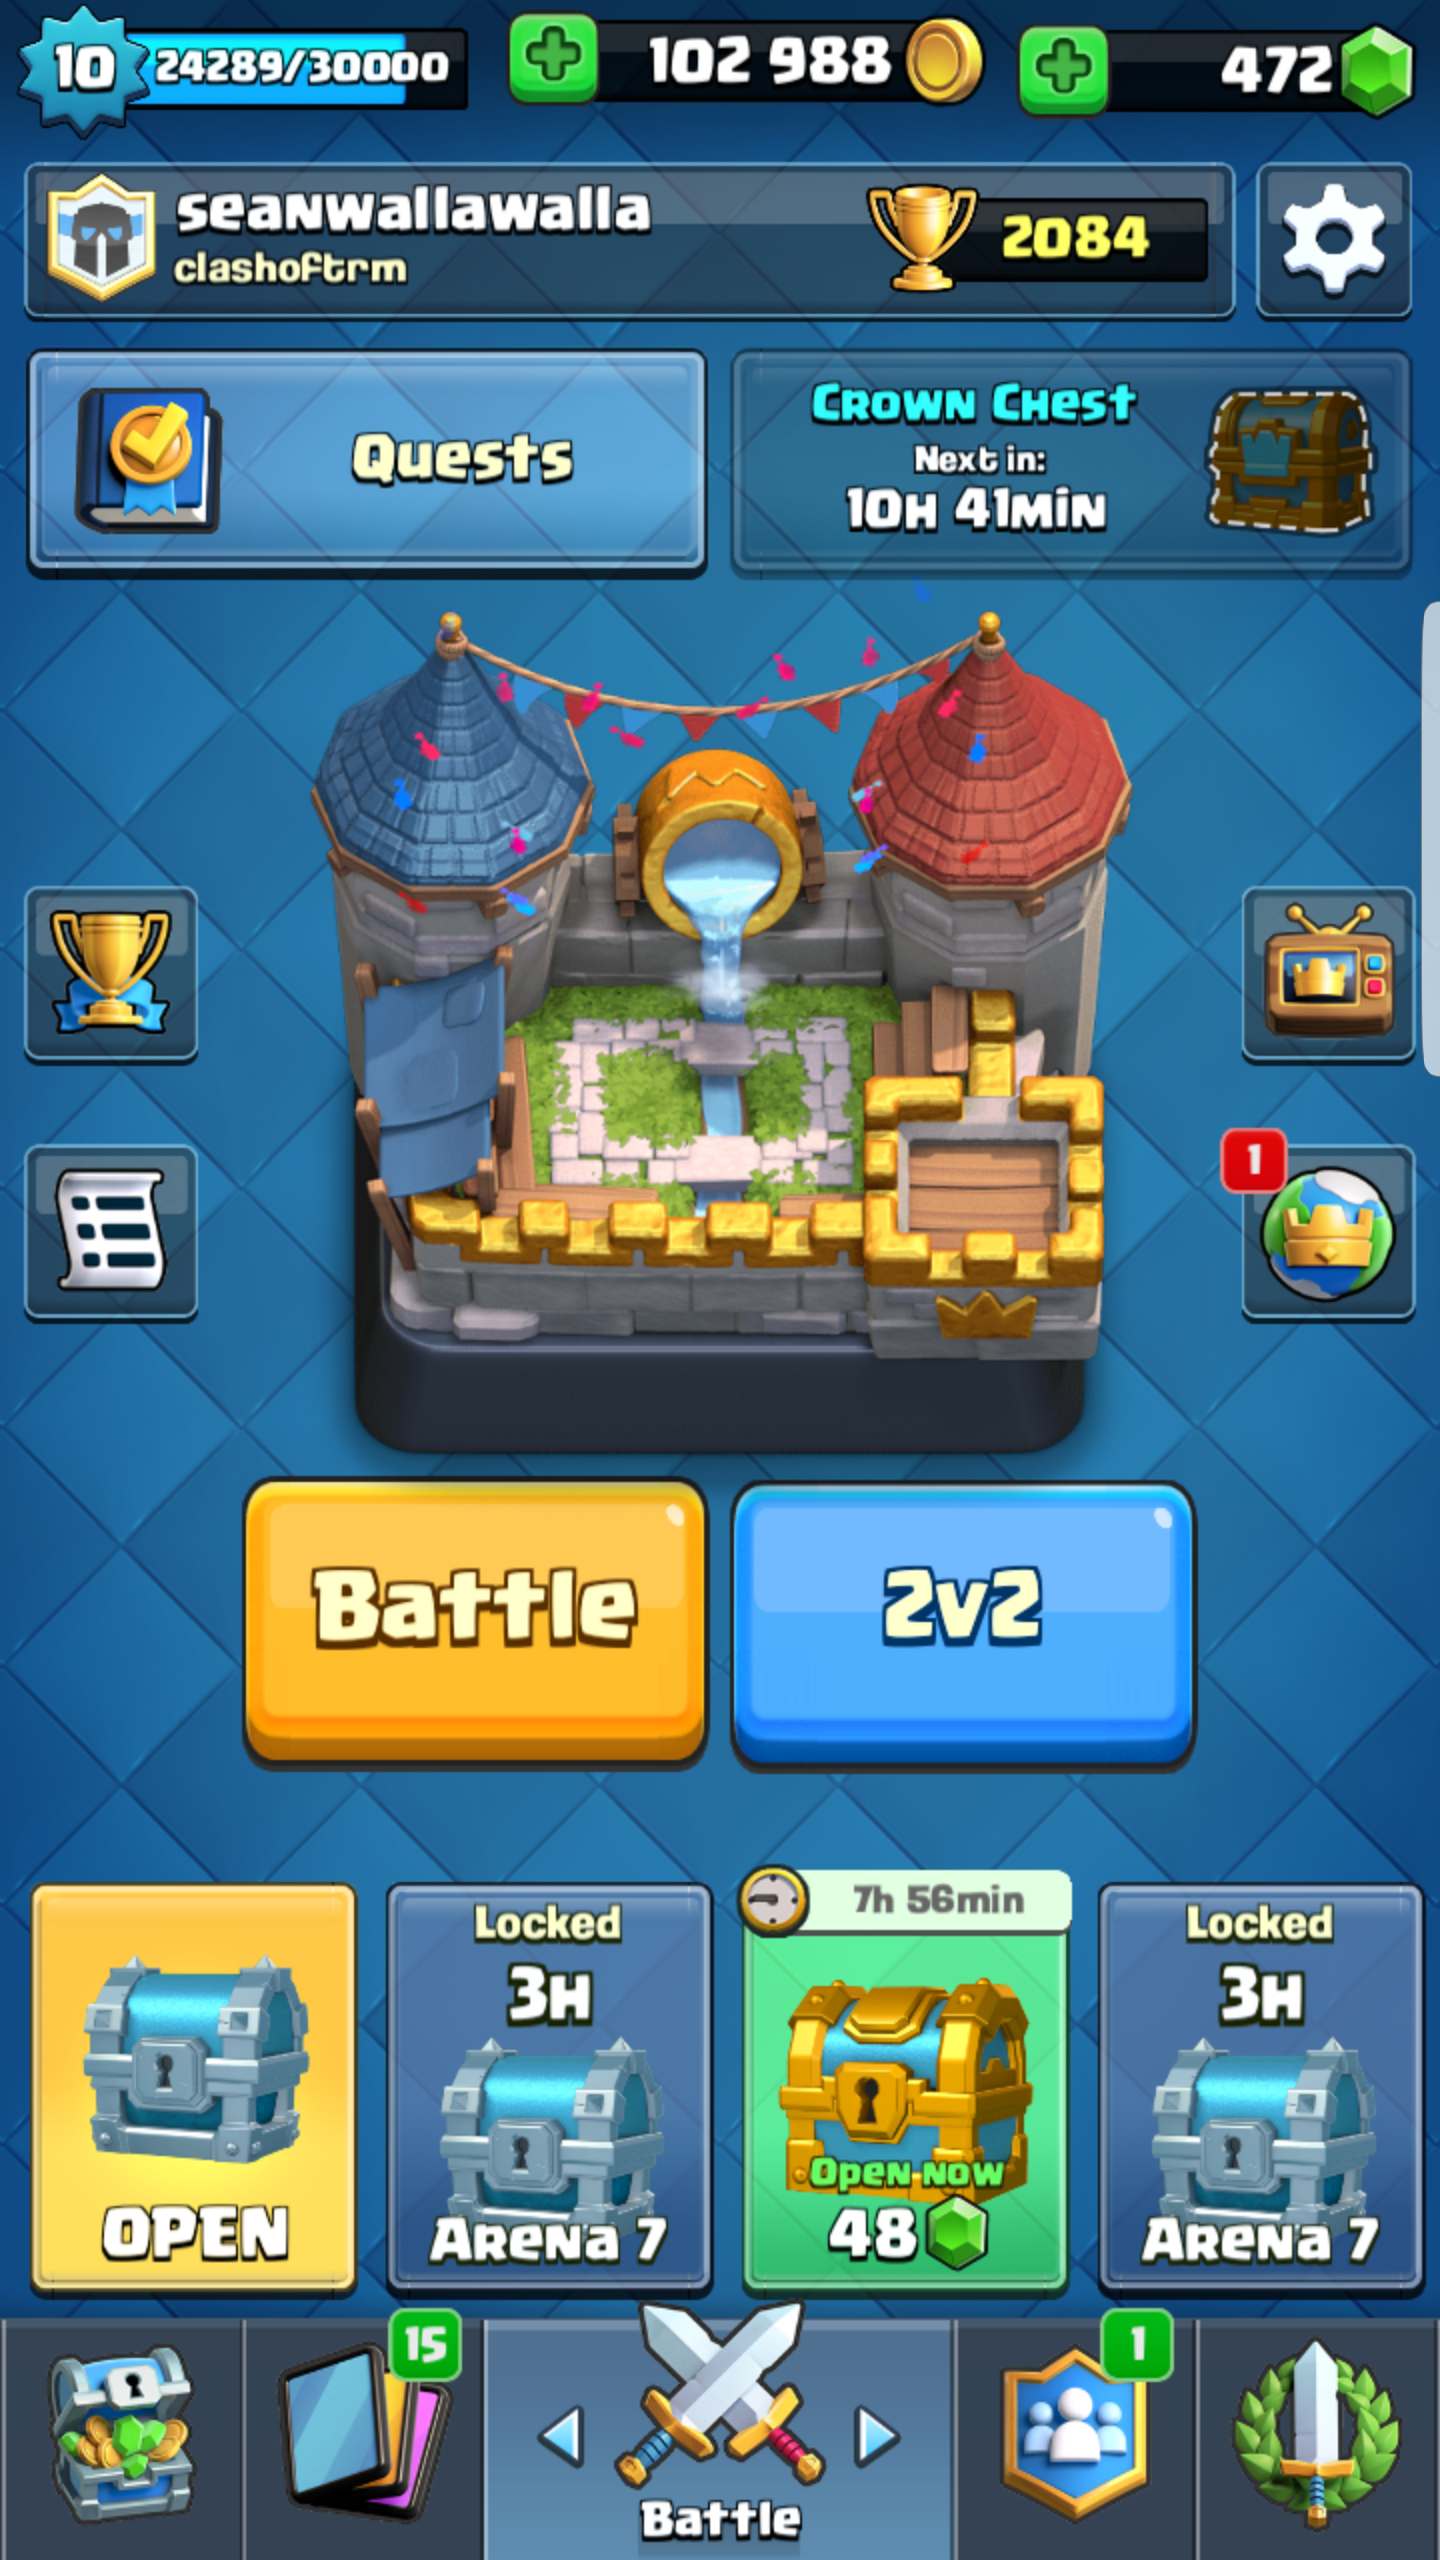 10
24289/30000
102 988
472
seanwallawalla
clashoftrm
2084
Quests
Crown Chest
Next in:
10H 41MIN
1
Battle
2v2
OPEN
Locked
3H
Arena 7
7h 56min
Open now
48
Locked
3H
Arena 7
15
Battle
1